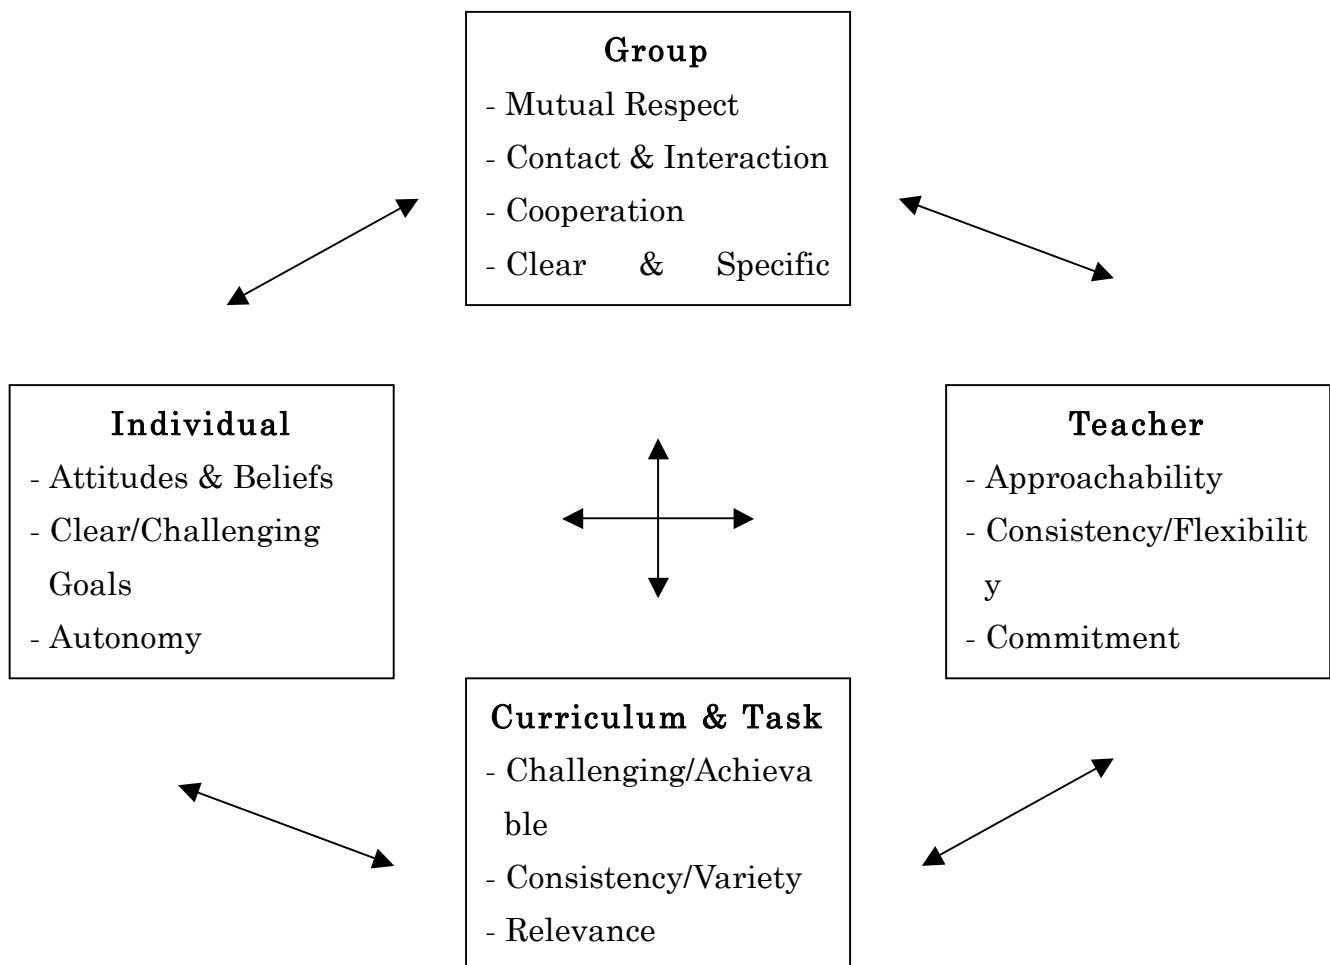 Group
- Mutual Respect
- Contact & Interaction
- Cooperation
- Clear & Specific
Individual
- Attitudes & Beliefs
- Clear/Challenging
Goals
- Autonomy
Teacher
- Approachability
- Consistency/Flexibilit
y
- Commitment
Curriculum & Task
- Challenging/Achieva
ble
- Consistency/Variety
- Relevance